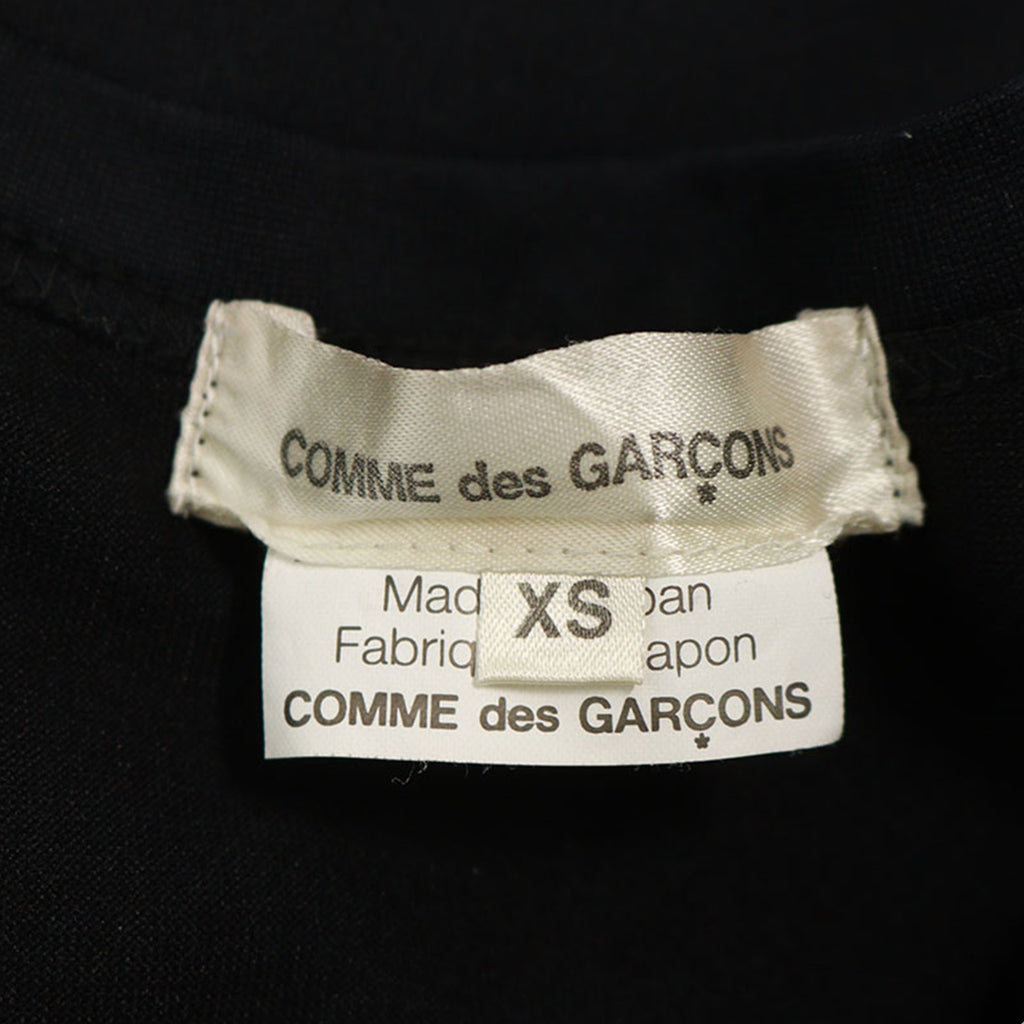 COMME des GARÇONS
Mad XS pan
Fabriq apon
COMME des GARÇONS